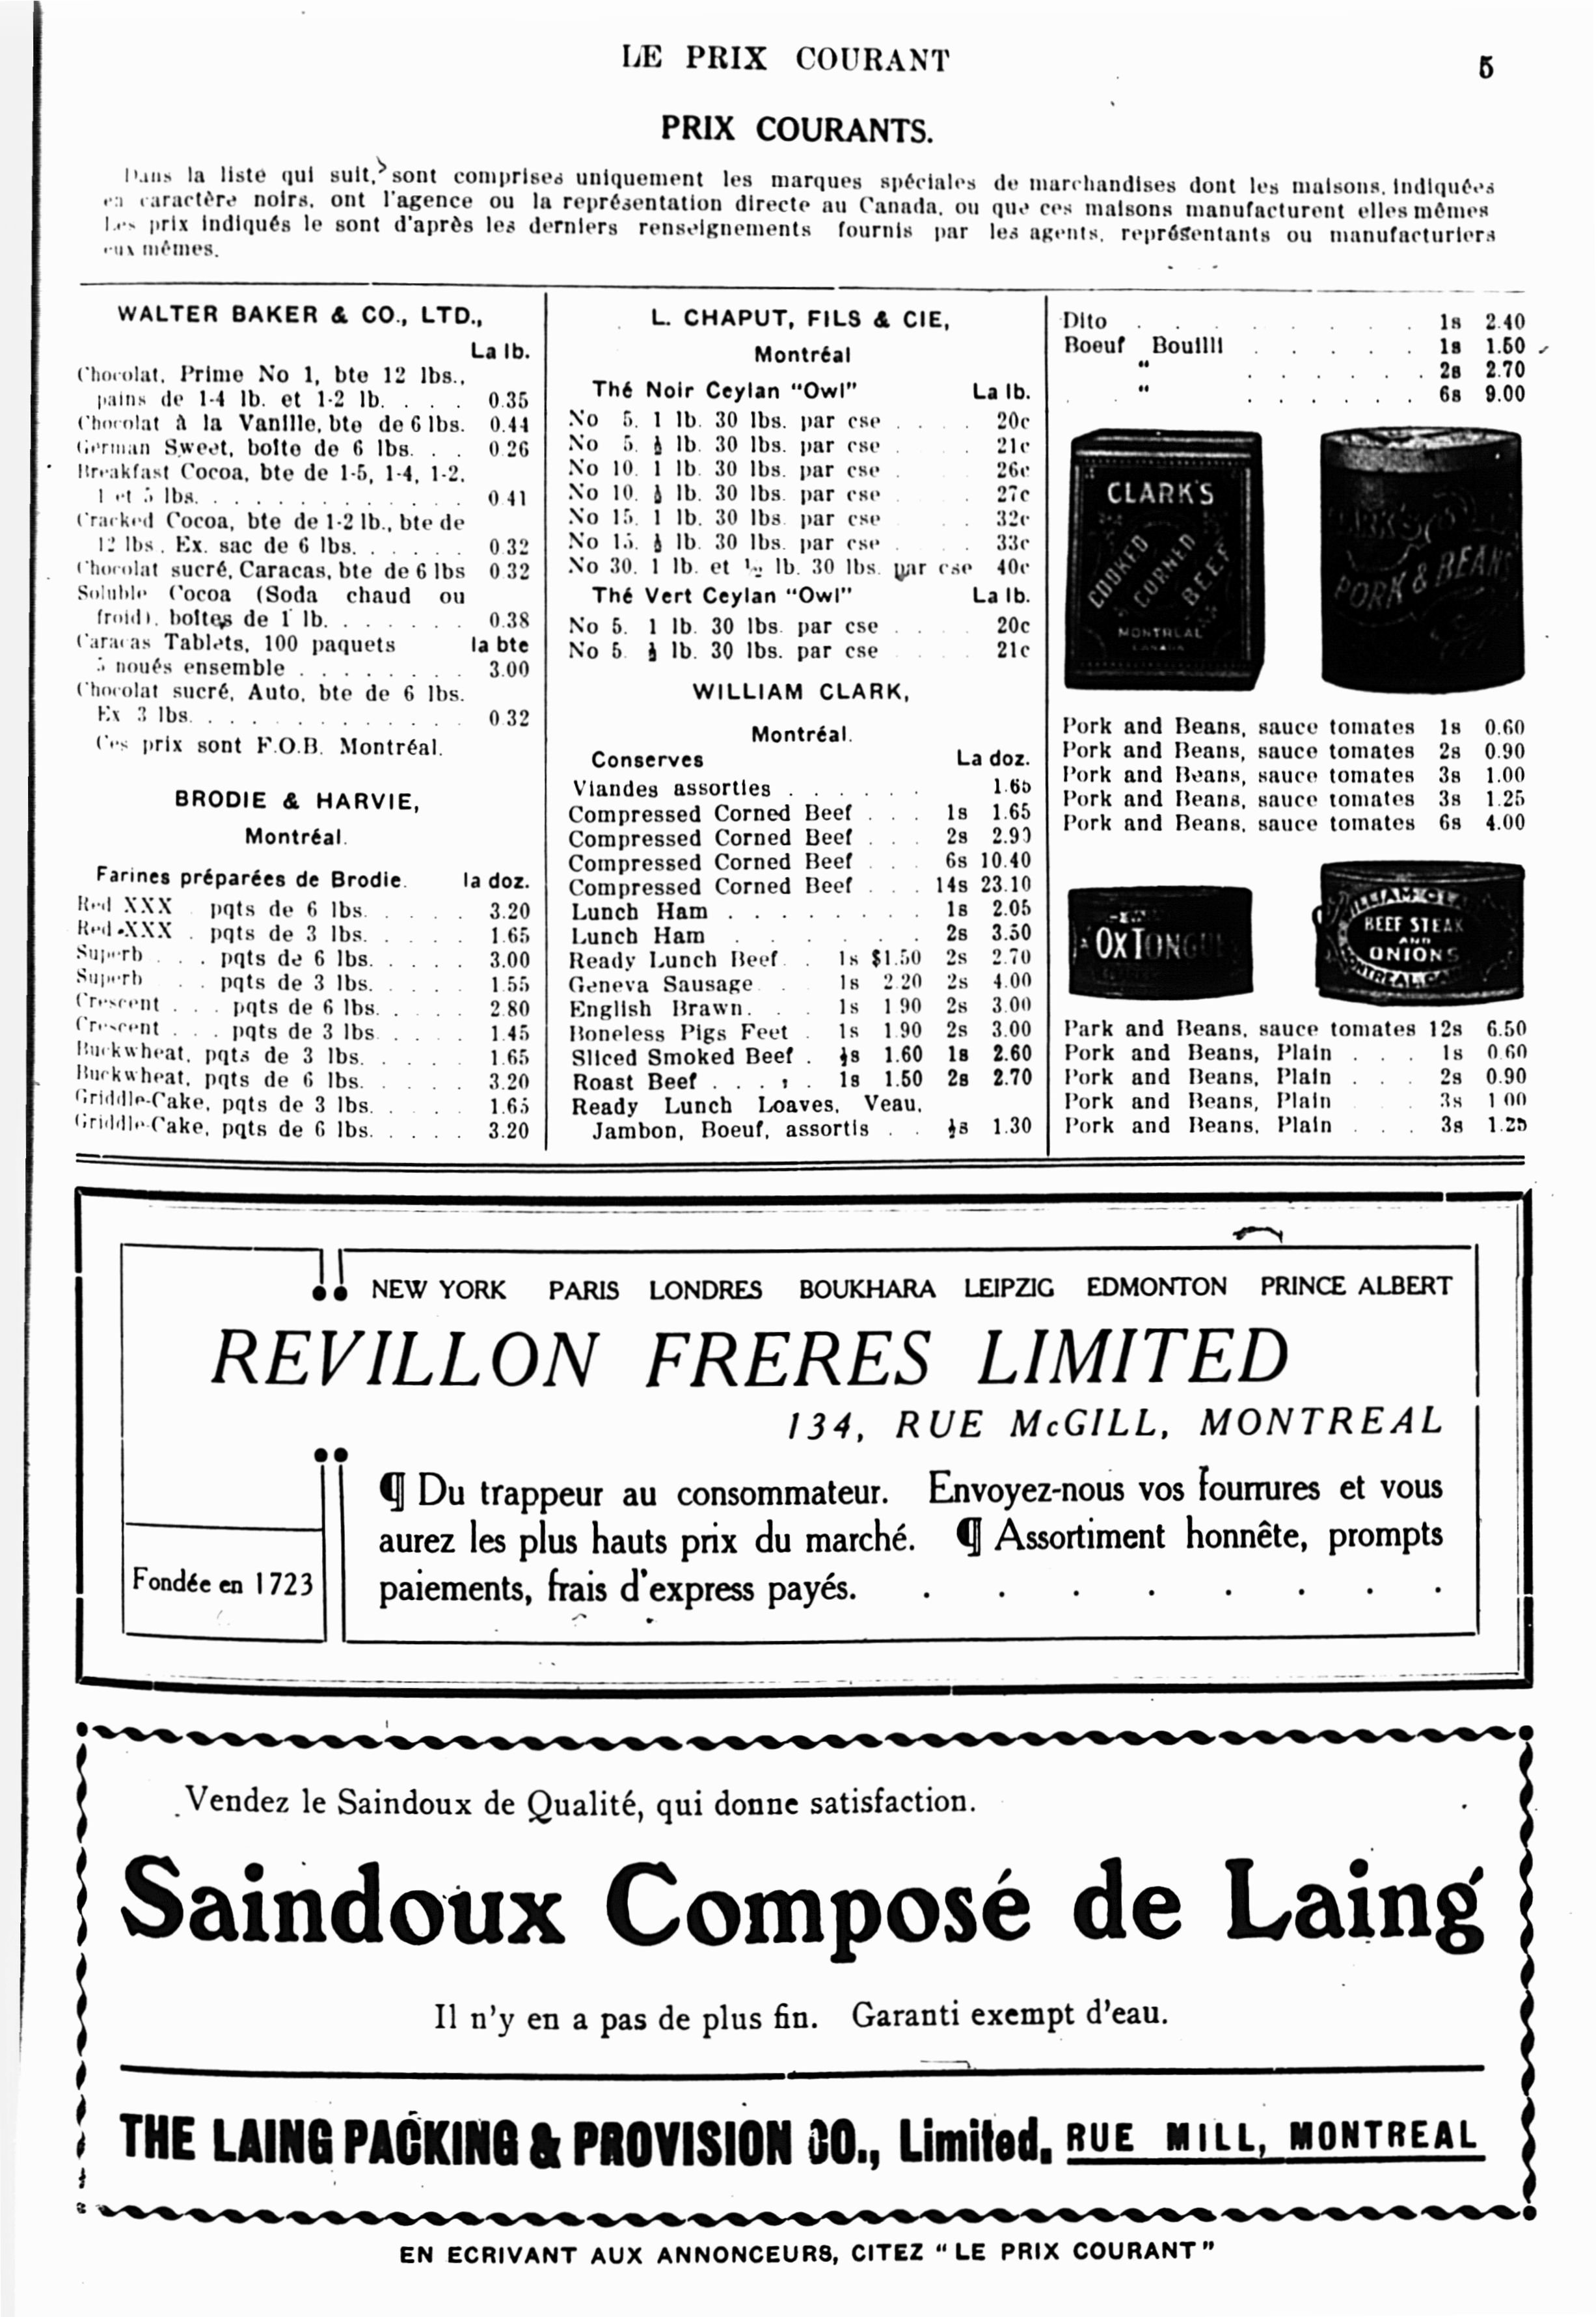 LE PRIX COURANT
5
PRIX COURANTS.
Dans la liste qui suit, sont comprises uniquement les marques spéciales de marchandises dont les maisons, indiquées
en caractère noirs, ont l'agence ou la représentation directe au Canada, ou que ces maisons manufacturent elles mêmes
Les prix indiqués le sont d'après les derniers renseignements fournis par les agents, représentants ou manufacturiers
eux mêmes.
WALTER BAKER & CO., LTD.,
La lb.
Chocolat, Prime No 1, bte 12 lbs.,
pains de 1-4 lb. et 1-2 lb. . . . 0.35
Chocolat à la Vanille, bte de 6 lbs. 0.44
German Sweet, boîte de 6 lbs. . . 0.26
Breakfast Cocoa, bte de 1-5, 1-4, 1-2,
1 et 5 lbs. . . . . . . . . . . . 0.41
Cracked Cocoa, bte de 1-2 lb., bte de
12 lbs. Ex. sac de 6 lbs. . . . . . 0.32
Chocolat sucré, Caracas, bte de 6 lbs 0.32
Soluble Cocoa (Soda chaud ou
froid), boîtes de 1 lb. . . . . . . 0.38
Caracas Tablets, 100 paquets la bte
5 noués ensemble . . . . . . . . 3.00
Chocolat sucré, Auto, bte de 6 lbs.
Ex 3 lbs. . . . . . . . . . . . . 0.32
Ces prix sont F.O.B. Montréal.
BRODIE & HARVIE,
Montréal.
Farines préparées de Brodie. la doz.
Red XXX pqts de 6 lbs. . . . . 3.20
Red XXX . pqts de 3 lbs. . . . . 1.65
Superb . . . pqts de 6 lbs. . . . . 3.00
Superb . . pqts de 3 lbs. . . . . 1.55
Crescent . . . pqts de 6 lbs. . . . . 2.80
Crescent . . . pqts de 3 lbs. . . . . 1.45
Buckwheat, pqts de 3 lbs. . . . . 1.65
Buckwheat, pqts de 6 lbs. . . . . 3.20
Griddle-Cake, pqts de 3 lbs. . . . . 1.65
Griddle-Cake, pqts de 6 lbs. . . . . 3.20
L. CHAPUT, FILS & CIE,
Montréal
Thé Noir Ceylan "Owl" La lb.
No 5. 1 lb. 30 lbs. par cse . . . . 20c
No 5. ½ lb. 30 lbs. par cse . . 21c
No 10. 1 lb. 30 lbs. par cse . 26c
No 10. ½ lb. 30 lbs. par cse . . 27c
No 15. 1 lb. 30 lbs. par cse . . 32c
No 15. ½ lb. 30 lbs. par cse . . 33c
No 30. 1 lb. et ½ lb. 30 lbs. par cse 40c
Thé Vert Ceylan "Owl" La lb.
No 5. 1 lb. 30 lbs. par cse . . . . 20c
No 5 ½ lb. 30 lbs. par cse . . . 21c
WILLIAM CLARK,
Montréal.
Conserves La doz.
Viandes assorties . . . . . . 1.65
Compressed Corned Beef . . . 1s 1.65
Compressed Corned Beef . . . 2s 2.90
Compressed Corned Beef . . . 6s 10.40
Compressed Corned Beef . . . 14s 23.10
Lunch Ham . . . . . . . . 1s 2.05
Lunch Ham . . . . . . . 2s 3.50
Ready Lunch Beef . . 1s $1.50 2s 2.70
Geneva Sausage . . 1s 2.20 2s 4.00
English Brawn. . . 1s 1.90 2s 3.00
Boneless Pigs Feet . 1s 1.90 2s 3.00
Sliced Smoked Beef . ½s 1.60 1s 2.60
Roast Beef . . . . . 1s 1.50 2s 2.70
Ready Lunch Loaves, Veau,
Jambon, Boeuf, assortis . . ½s 1.30
Dito . . . . . . . . 1s 2.40
Boeuf Bouilli . . . . . 1s 1.50
" . . . . . . 2s 2.70
" . . . . . . 6s 9.00
CLARK'S
COOKED
CORNED
BEEF
MONTREAL
CANADA
CLARK'S
PORK & BEANS
Pork and Beans, sauce tomates 1s 0.60
Pork and Beans, sauce tomates 2s 0.90
Pork and Beans, sauce tomates 3s 1.00
Pork and Beans, sauce tomates 3s 1.25
Pork and Beans, sauce tomates 6s 4.00
OX TONGUE
WILLIAM CLARK
BEEF STEAK
AND
ONIONS
MONTREAL, CAN
Park and Beans, sauce tomates 12s 6.50
Pork and Beans, Plain . . . 1s 0.60
Pork and Beans, Plain . . . 2s 0.90
Pork and Beans, Plain 3s 1 00
Pork and Beans, Plain . . . 3s 1.25
NEW YORK PARIS LONDRES BOUKHARA LEIPZIG EDMONTON PRINCE ALBERT
REVILLON FRERES LIMITED
134, RUE McGILL, MONTREAL
¶ Du trappeur au consommateur. Envoyez-nous vos fourrures et vous
aurez les plus hauts prix du marché. ¶ Assortiment honnête, prompts
paiements, frais d'express payés. . . . . . . . .
Fondée en 1723
Vendez le Saindoux de Qualité, qui donne satisfaction.
Saindoux Composé de Laing
Il n'y en a pas de plus fin. Garanti exempt d'eau.
THE LAING PACKING & PROVISION CO., Limited, RUE MILL, MONTREAL
EN ECRIVANT AUX ANNONCEURS, CITEZ "LE PRIX COURANT"